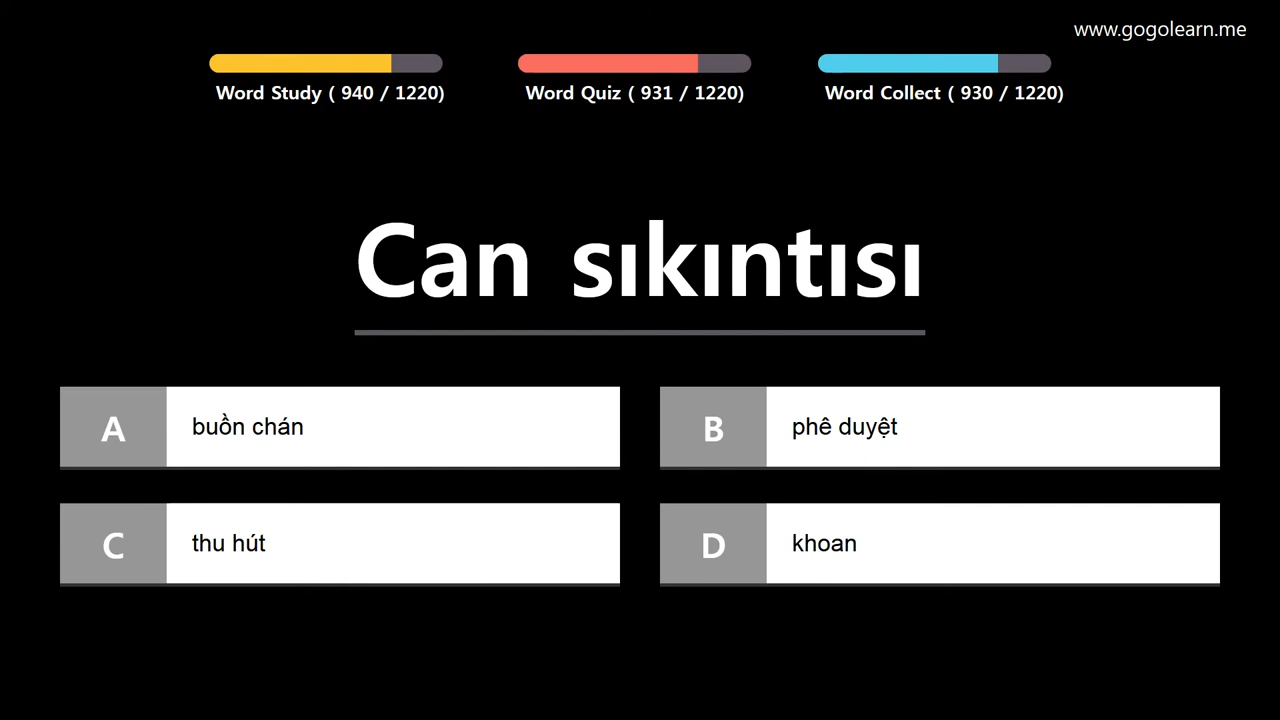 www.gogolearn.me
Word Study ( 940 / 1220)
Word Quiz ( 931 / 1220)
Word Collect ( 930 / 1220)
Can sıkıntısı
A
buồn chán
B
phê duyệt
C
thu hút
D
khoan